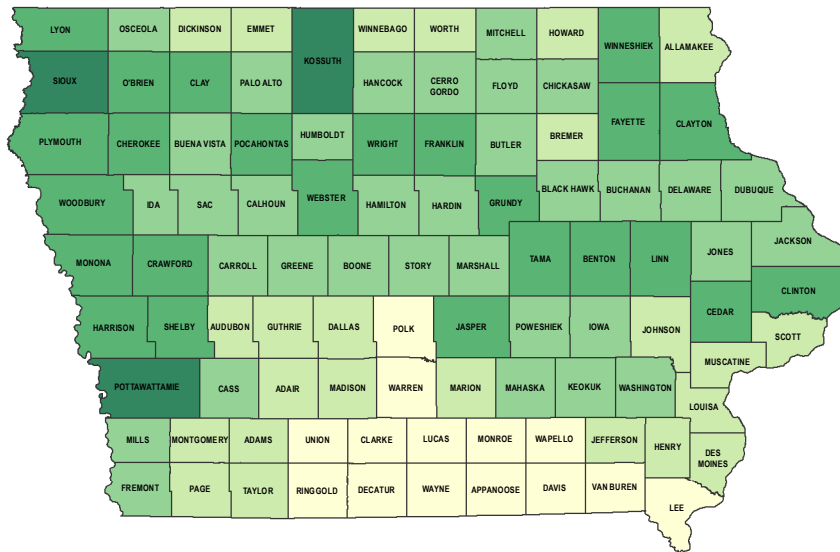 LYON
OSCEOLA
DICKINSON
EMMET
KOSSUTH
WINNEBAGO
WORTH
MITCHELL
HOWARD
WINNESHIEK
ALLAMAKEE
SIOUX
O'BRIEN
CLAY
PALO ALTO
HANCOCK
CERRO
GORDO
FLOYD
CHICKASAW
PLYMOUTH
CHEROKEE
BUENA VISTA
POCAHONTAS
HUMBOLDT
WRIGHT
FRANKLIN
BUTLER
BREMER
FAYETTE
CLAYTON
WOODBURY
IDA
SAC
CALHOUN
WEBSTER
HAMILTON
HARDIN
GRUNDY
BLACK HAWK
BUCHANAN
DELAWARE
DUBUQUE
MONONA
CRAWFORD
CARROLL
GREENE
BOONE
STORY
MARSHALL
TAMA
BENTON
LINN
JONES
JACKSON
CLINTON
HARRISON
SHELBY
AUDUBON
GUTHRIE
DALLAS
POLK
JASPER
POWESHIEK
IOWA
JOHNSON
CEDAR
SCOTT
MUSCATINE
POTTAWATTAMIE
CASS
ADAIR
MADISON
WARREN
MARION
MAHASKA
KEOKUK
WASHINGTON
LOUISA
MILLS
MONTGOMERY
ADAMS
UNION
CLARKE
LUCAS
MONROE
WAPELLO
JEFFERSON
HENRY
DES
MOINES
FREMONT
PAGE
TAYLOR
RINGGOLD
DECATUR
WAYNE
APPANOOSE
DAVIS
VAN BUREN
LEE